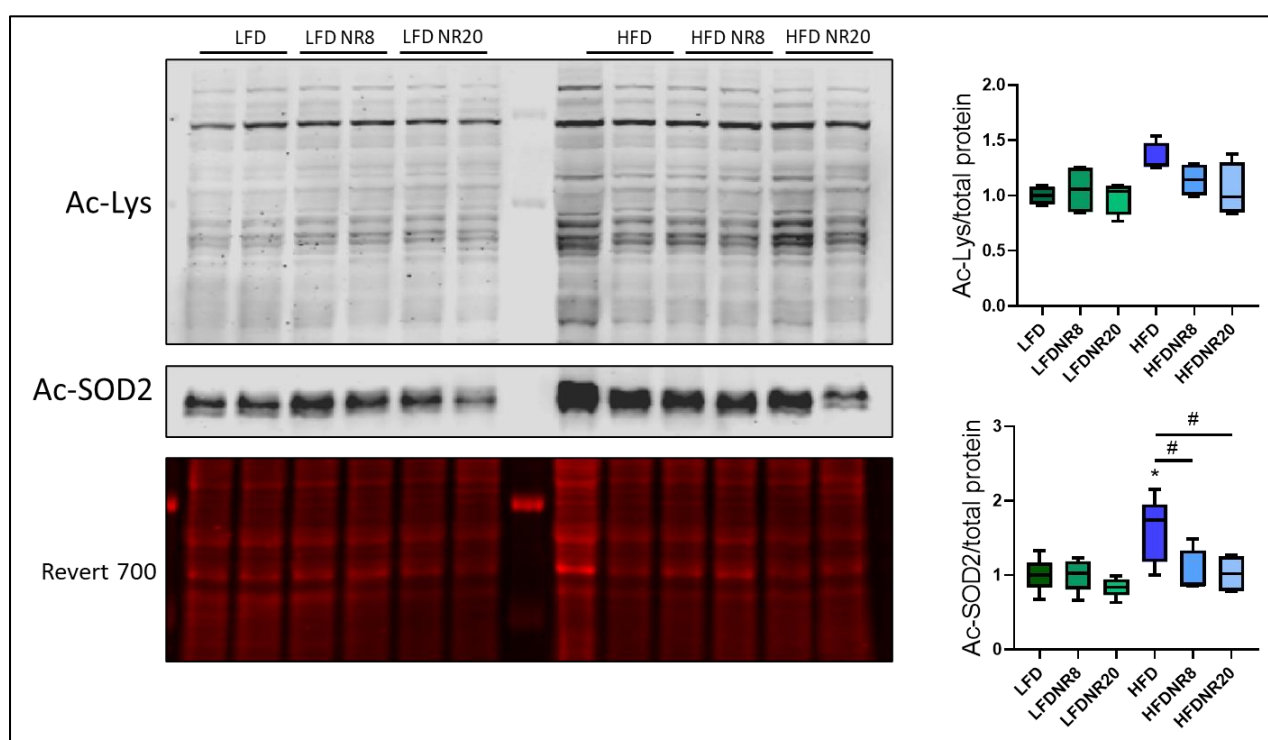 LFD LFD NR8 LFD NR20 HFD HFD NR8 HFD NR20
Ac-Lys
Ac-SOD2
Revert 700
Ac-Lys/total protein
2.0
1.5
1.0
0.5
0.0
LFD
LFDNR8
LFDNR20
HFD
HFDNR8
HFDNR20
Ac-SOD2/total protein
3
2
1
0
#
#
*
LFD
LFDNR8
LFDNR20
HFD
HFDNR8
HFDNR20